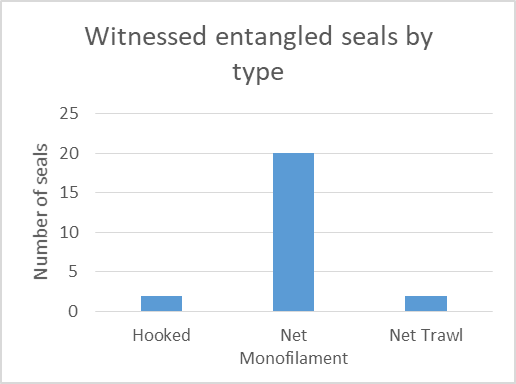 Witnessed entangled seals by
type
Number of seals
25
20
15
10
5
0
Hooked
Net
Monofilament
Net Trawl